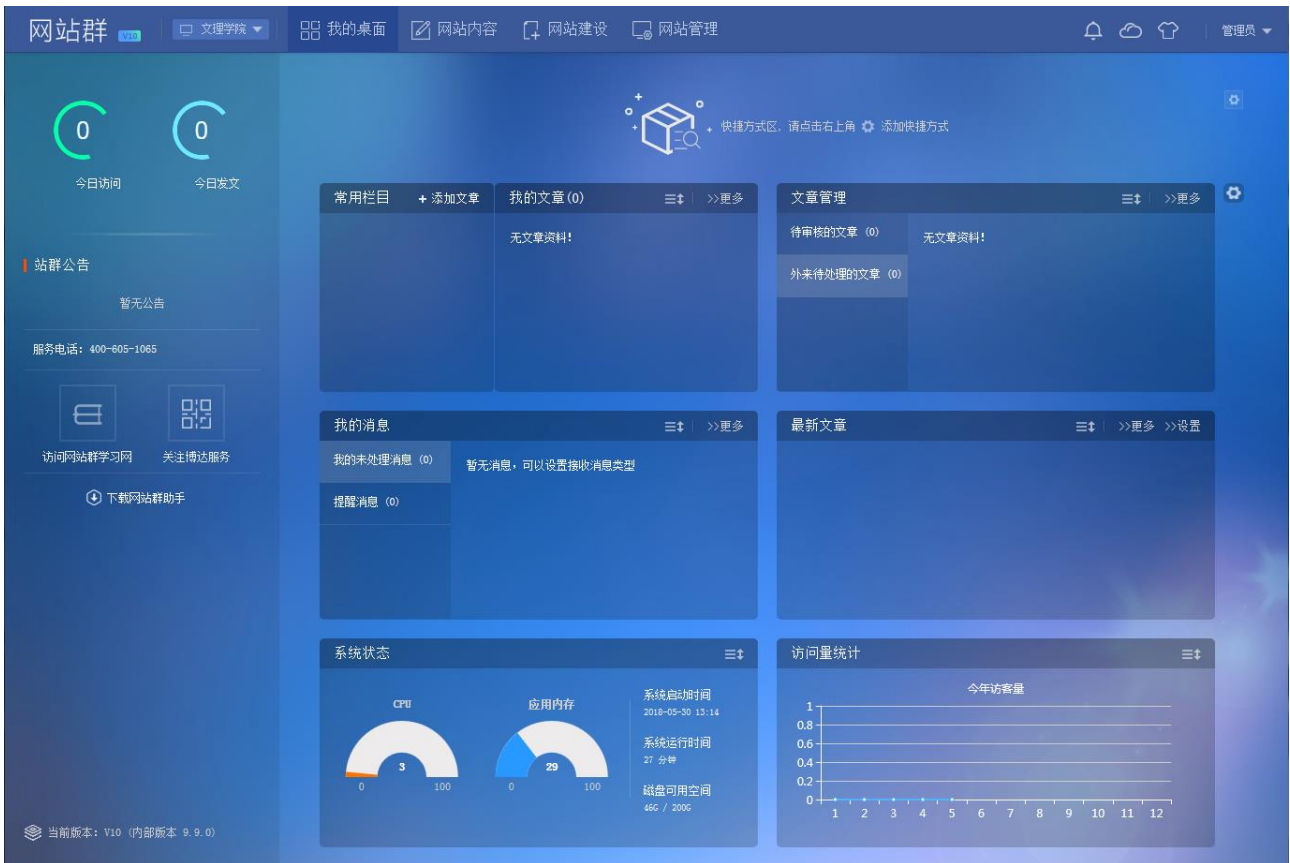 网站群 V10 文理学院 我的桌面 网站内容 网站建设 网站管理 管理员
0 0
今日访问 今日发文
快捷方式区, 请点击右上角 添加快捷方式
站群公告
暂无公告
服务电话: 400-605-1065
访问网站群学习网 关注博达服务
下载网站群助手
当前版本: V10 (内部版本 9.9.0)
常用栏目 + 添加文章 我的文章(0) >>更多
无文章资料!
文章管理 >>更多
待审核的文章 (0) 无文章资料!
外来待处理的文章 (0)
我的消息 >>更多
我的未处理消息 (0) 暂无消息,可以设置接收消息类型
提醒消息 (0)
最新文章 >>更多 >>设置
系统状态
CPU 应用内存
3 29
0 100 0 100
系统启动时间
2018-05-30 13:14
系统运行时间
27 分钟
磁盘可用空间
46G / 200G
访问量统计
今年访客量
1
0.8
0.6
0.4
0.2
0
1 2 3 4 5 6 7 8 9 10 11 12